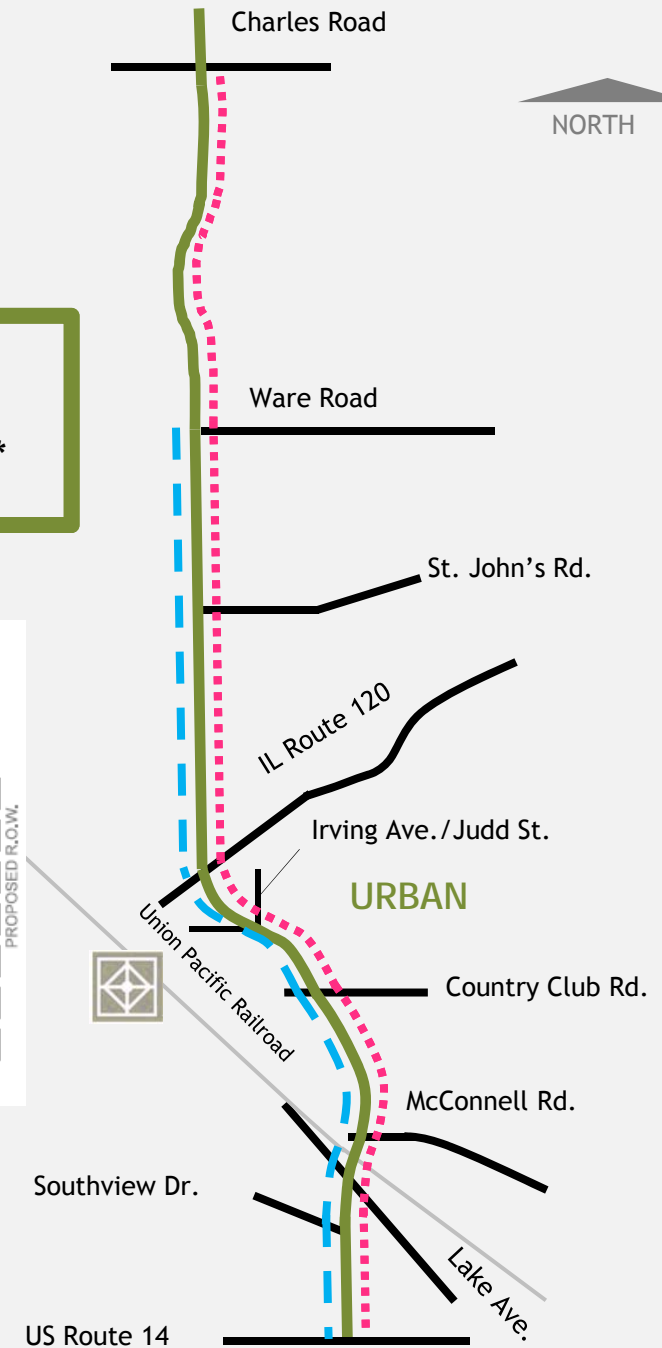 Charles Road
NORTH
Ware Road
*
St. John’s Rd.
IL Route 120
PROPOSED R.O.W.
Irving Ave./Judd St.
URBAN
Union Pacific Railroad
Country Club Rd.
McConnell Rd.
Southview Dr.
Lake Ave.
US Route 14